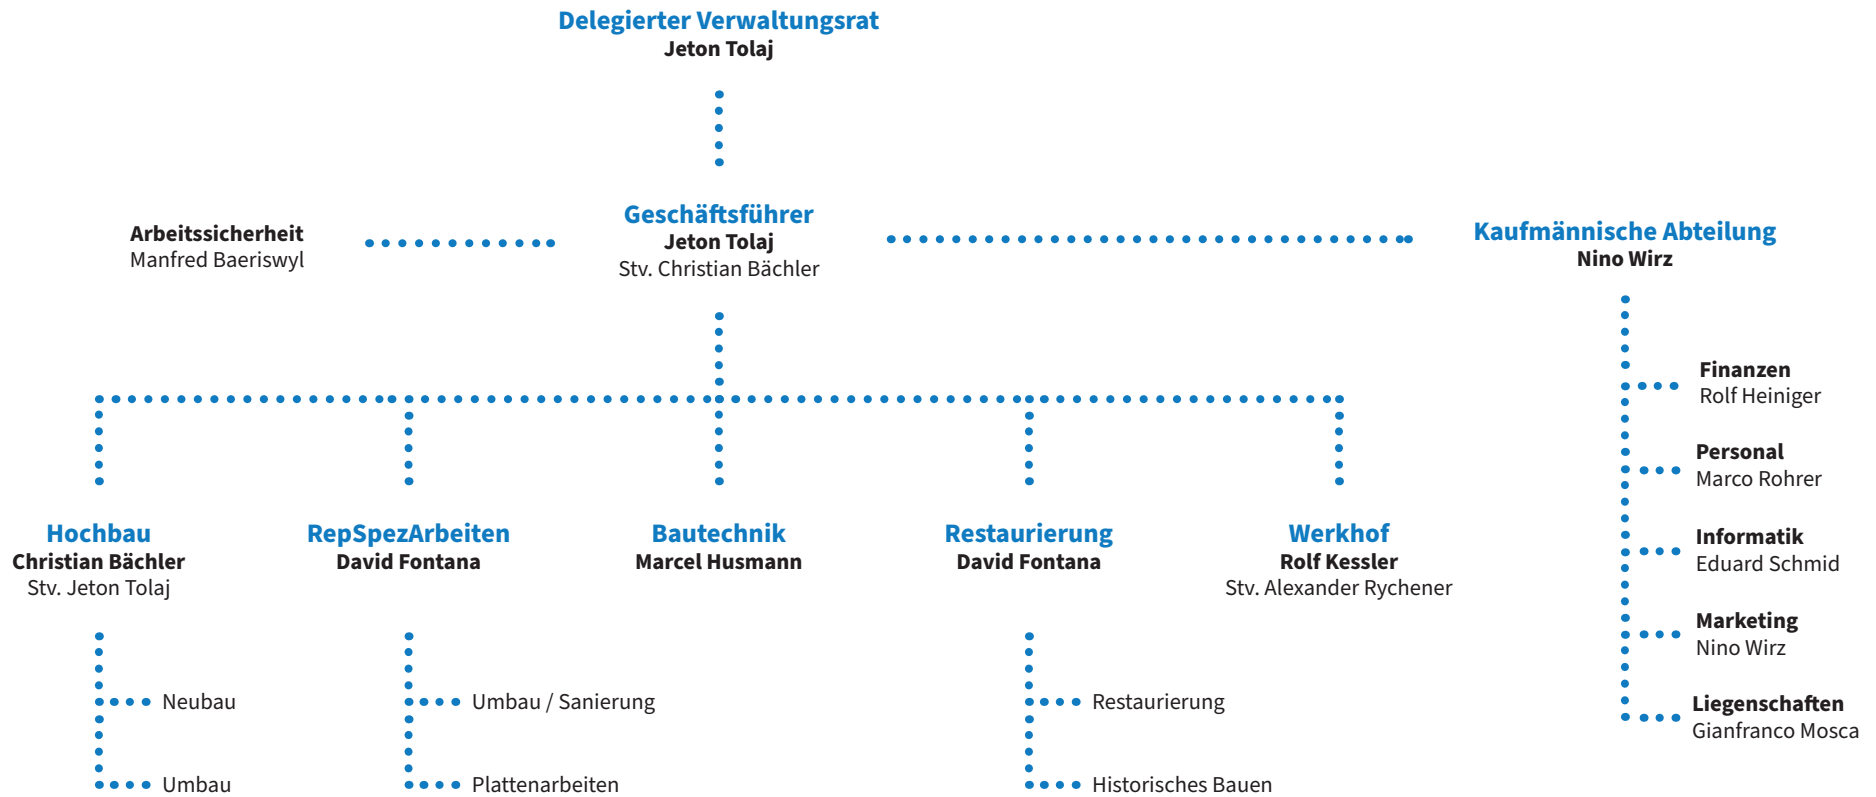 Delegierter Verwaltungsrat
Jeton Tolaj
Arbeitssicherheit
Manfred Baeriswyl
Geschäftsführer
Jeton Tolaj
Stv. Christian Bächler
Kaufmännische Abteilung
Nino Wirz
Finanzen
Rolf Heiniger
Personal
Marco Rohrer
Informatik
Eduard Schmid
Marketing
Nino Wirz
Liegenschaften
Gianfranco Mosca
Hochbau
Christian Bächler
Stv. Jeton Tolaj
Neubau
Umbau
RepSpezArbeiten
David Fontana
Umbau / Sanierung
Plattenarbeiten
Bautechnik
Marcel Husmann
Restaurierung
David Fontana
Restaurierung
Historisches Bauen
Werkhof
Rolf Kessler
Stv. Alexander Rychener